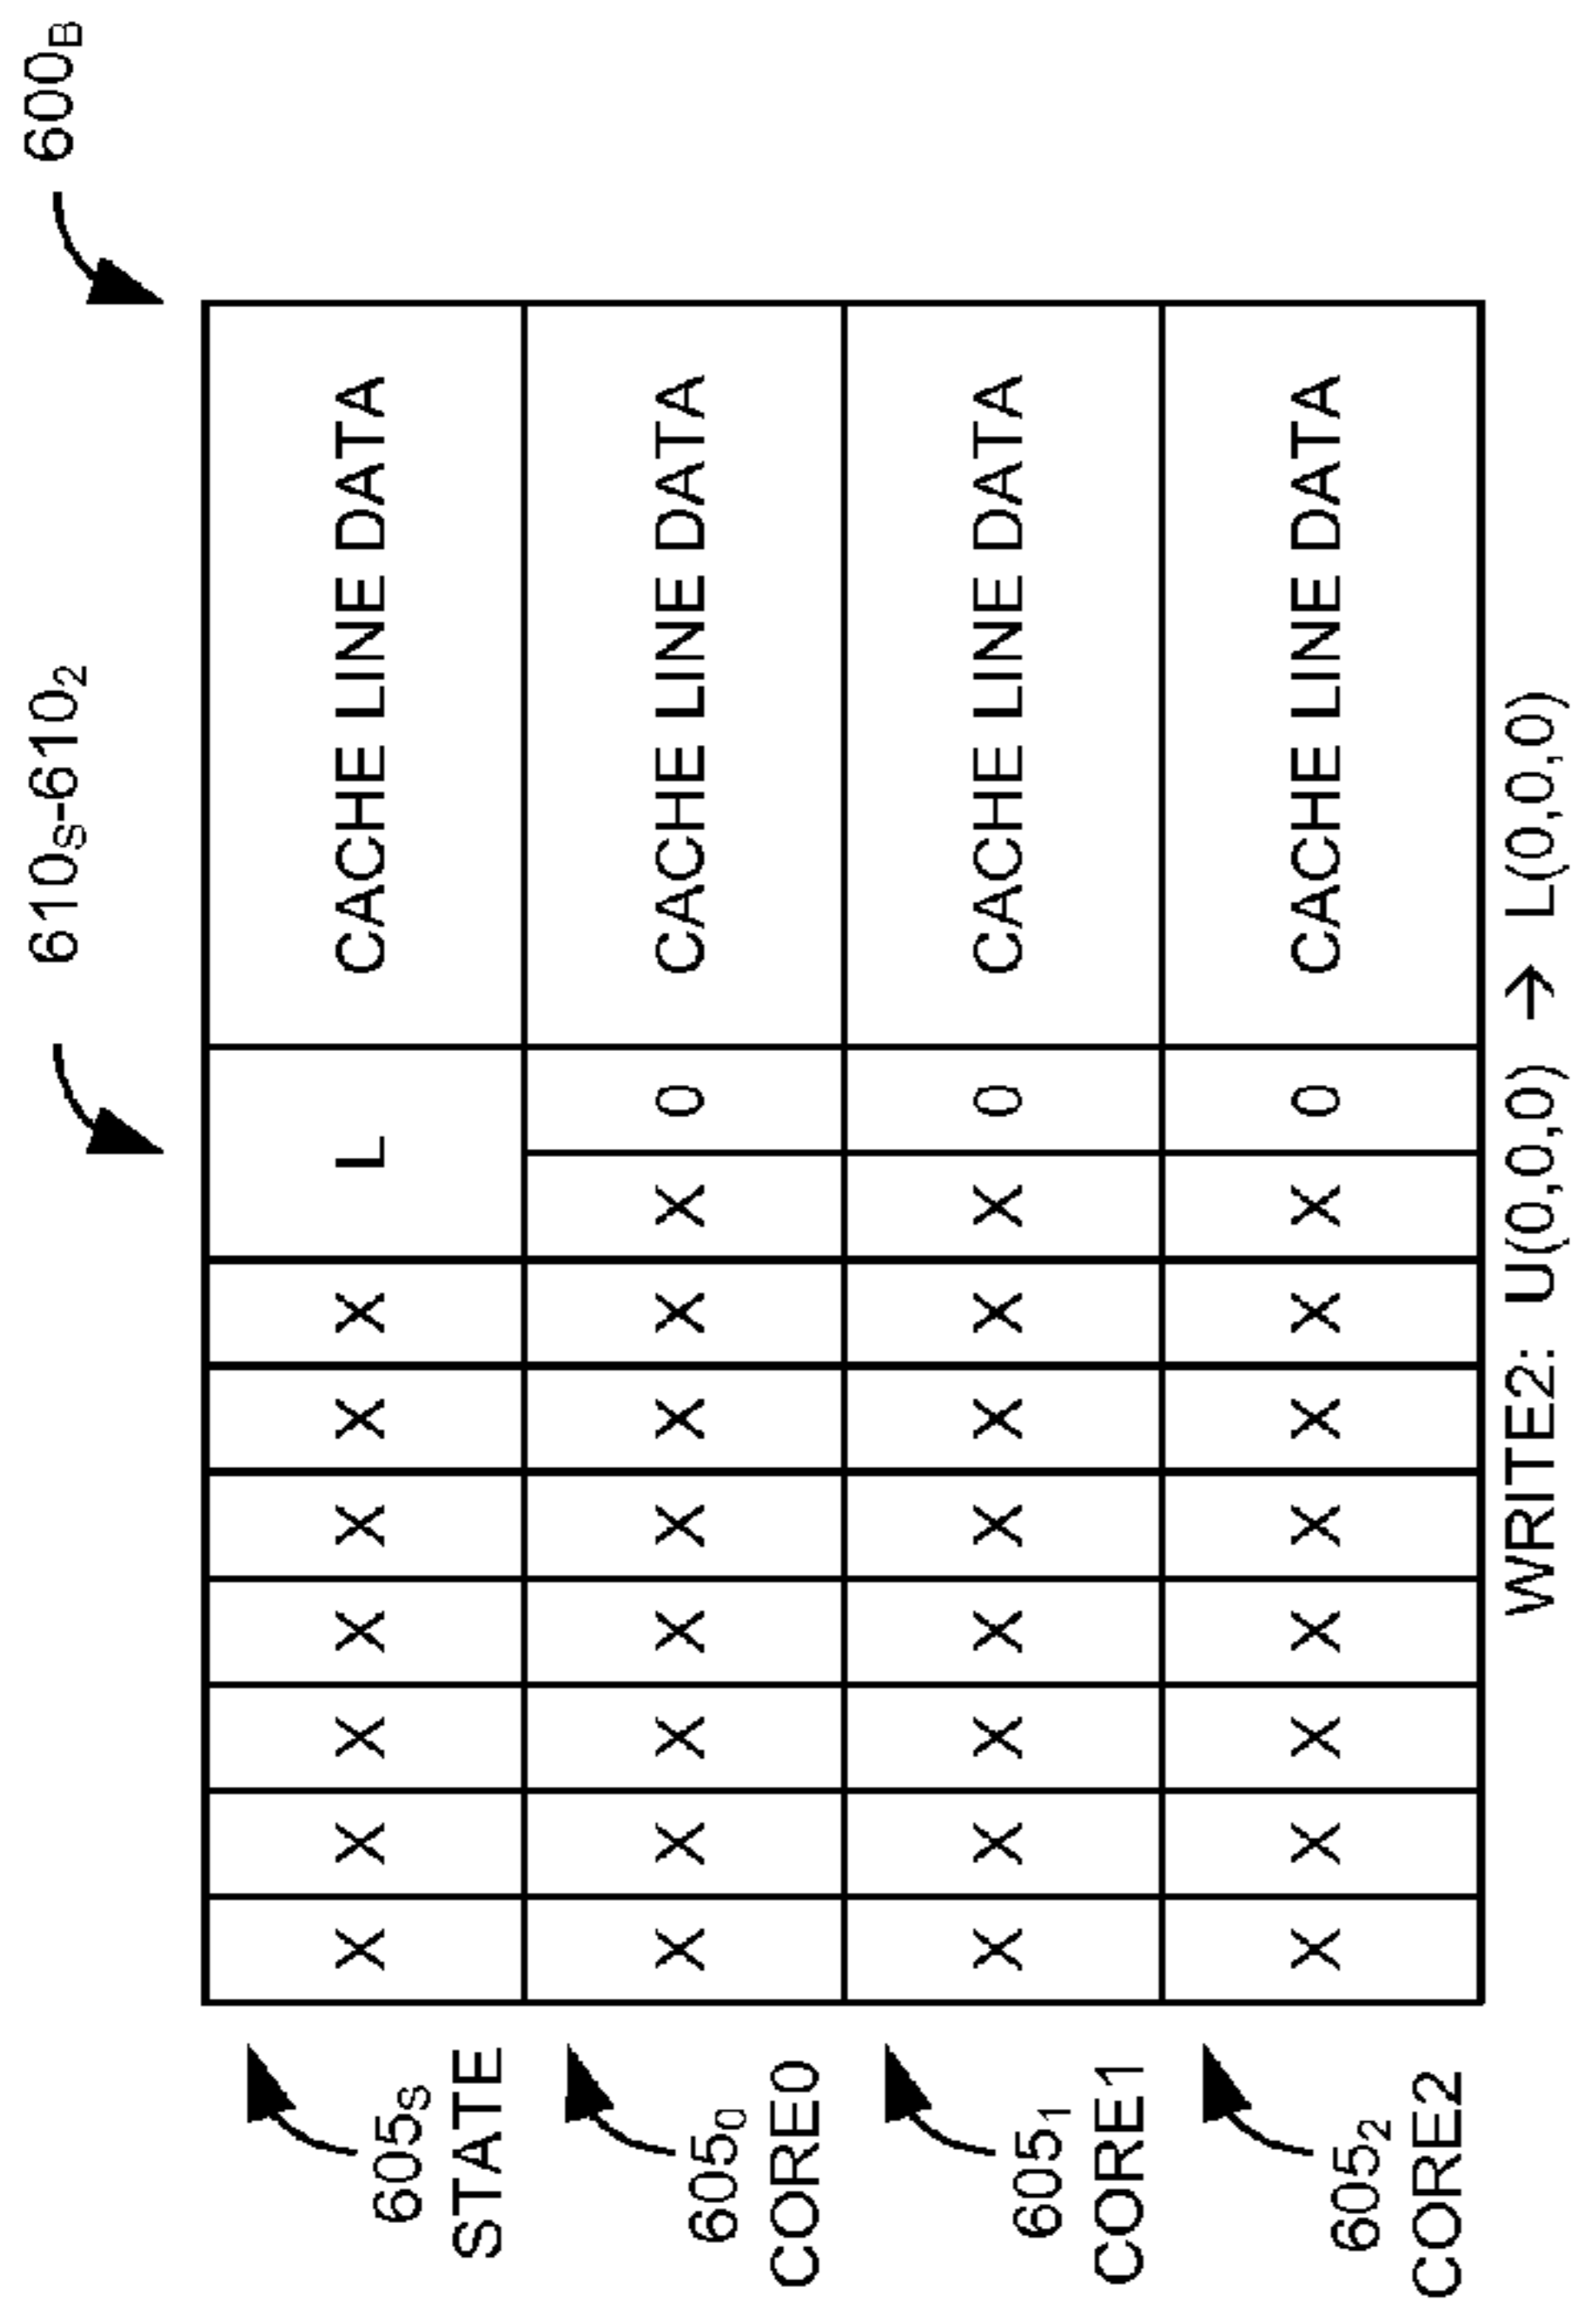 610S-6102 600B
X X X X X X X L CACHE LINE DATA
605S
STATE
X X X X X X X X 0 CACHE LINE DATA
6050
CORE0
X X X X X X X X 0 CACHE LINE DATA
6051
CORE1
X X X X X X X X 0 CACHE LINE DATA
6052
CORE2
WRITE2: U(0,0,0) → L(0,0,0)